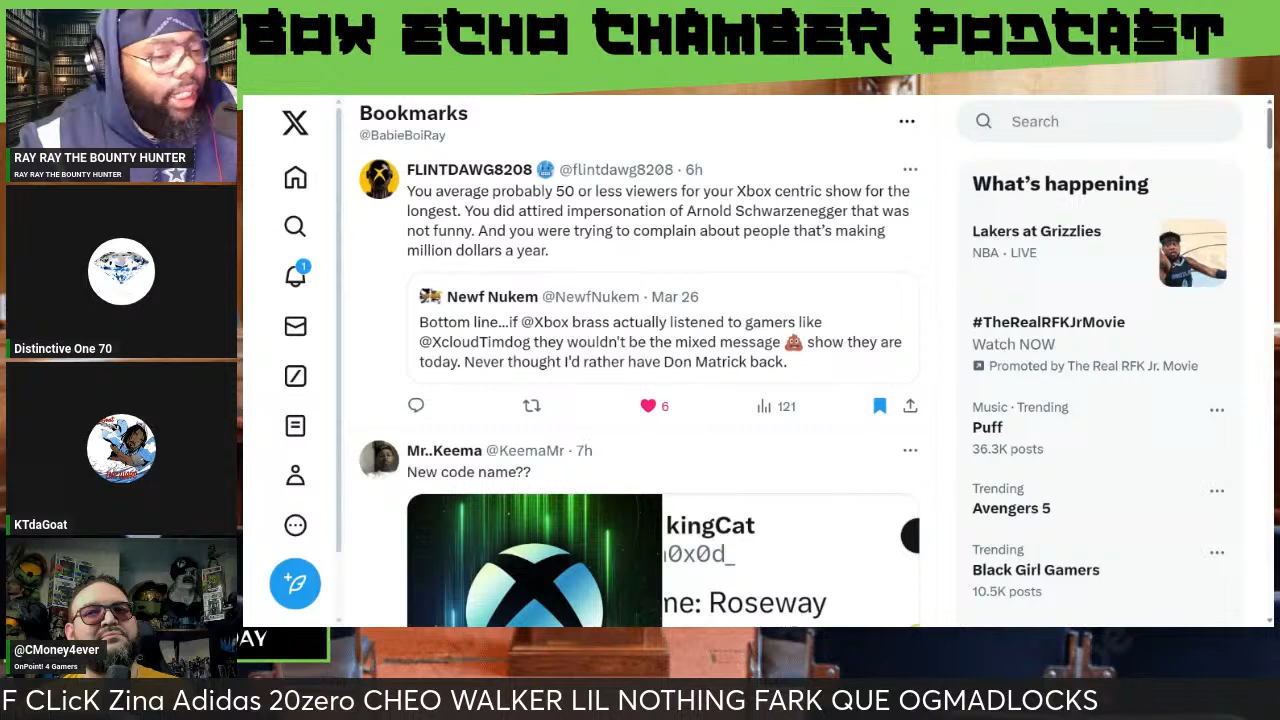 BOX ECHO CHAMBER PODCAST
RAY RAY THE BOUNTY HUNTER
RAY RAY THE BOUNTY HUNTER
Distinctive One 70
KTdaGoat
@CMoney4ever
OnPoint! 4 Gamers
Bookmarks
@BabieBoiRay
FLINTDAWG8208 @flintdawg8208 · 6h
You average probably 50 or less viewers for your Xbox centric show for the
longest. You did attired impersonation of Arnold Schwarzenegger that was
not funny. And you were trying to complain about people that's making
million dollars a year.
Newf Nukem @NewfNukem · Mar 26
Bottom line...if @Xbox brass actually listened to gamers like
@XcloudTimdog they wouldn't be the mixed message 💩 show they are
today. Never thought I'd rather have Don Matrick back.
6
121
Mr..Keema @KeemaMr · 7h
New code name??
kingCat
0x0d_
me: Roseway
1
Search
What's happening
Lakers at Grizzlies
NBA · LIVE
#TheRealRFKJrMovie
Watch NOW
Promoted by The Real RFK Jr. Movie
Music · Trending
Puff
36.3K posts
Trending
Avengers 5
Trending
Black Girl Gamers
10.5K posts
DAY
F CLicK Zina Adidas 20zero CHEO WALKER LIL NOTHING FARK QUE OGMADLOCKS